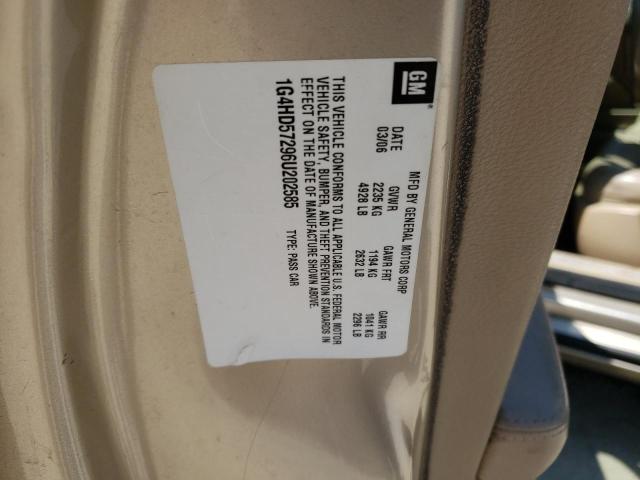 GM®
MFD BY GENERAL MOTORS CORP
DATE GVWR GAWR FRT GAWR RR
03/06 2235 KG 1194 KG 1041 KG
4928 LB 2632 LB 2296 LB
THIS VEHICLE CONFORMS TO ALL APPLICABLE U.S. FEDERAL MOTOR
VEHICLE SAFETY, BUMPER, AND THEFT PREVENTION STANDARDS IN
EFFECT ON THE DATE OF MANUFACTURE SHOWN ABOVE.
1G4HD57296U202585 TYPE: PASS CAR